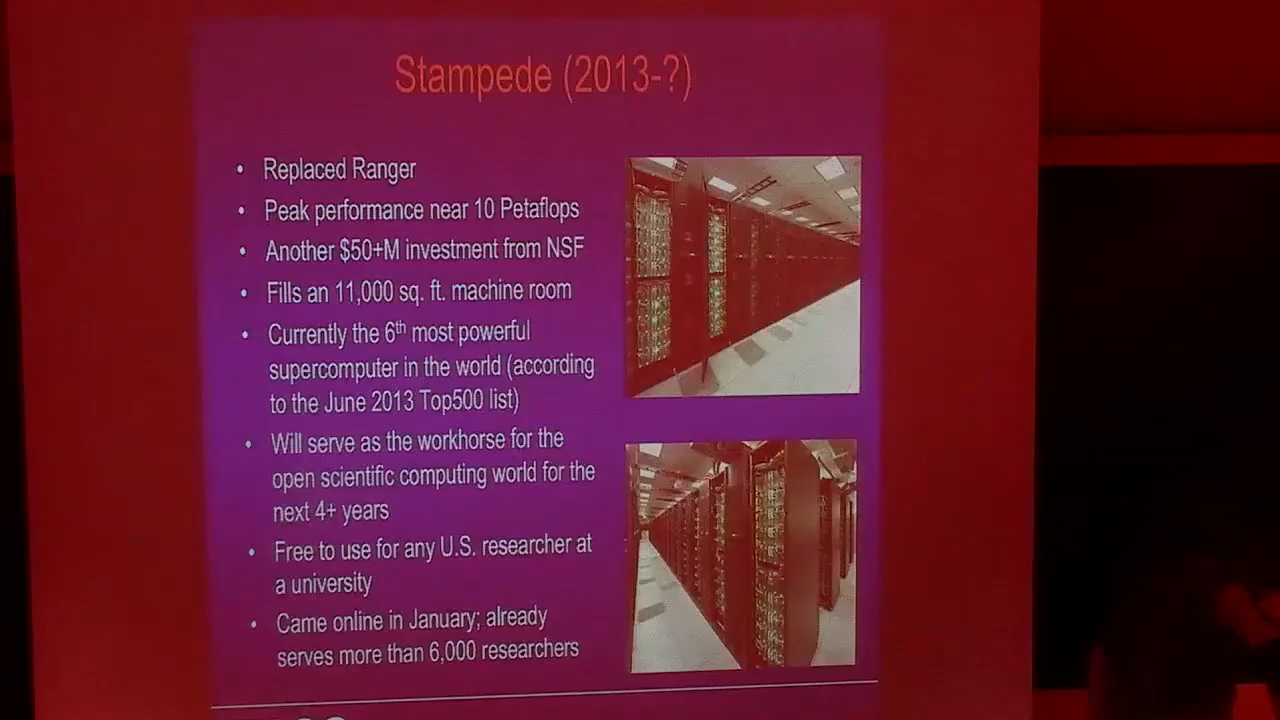 Stampede (2013-?)
• Replaced Ranger
• Peak performance near 10 Petaflops
• Another $50+M investment from NSF
• Fills an 11,000 sq. ft. machine room
• Currently the 6th most powerful
supercomputer in the world (according
to the June 2013 Top500 list)
• Will serve as the workhorse for the
open scientific computing world for the
next 4+ years
• Free to use for any U.S. researcher at
a university
• Came online in January; already
serves more than 6,000 researchers